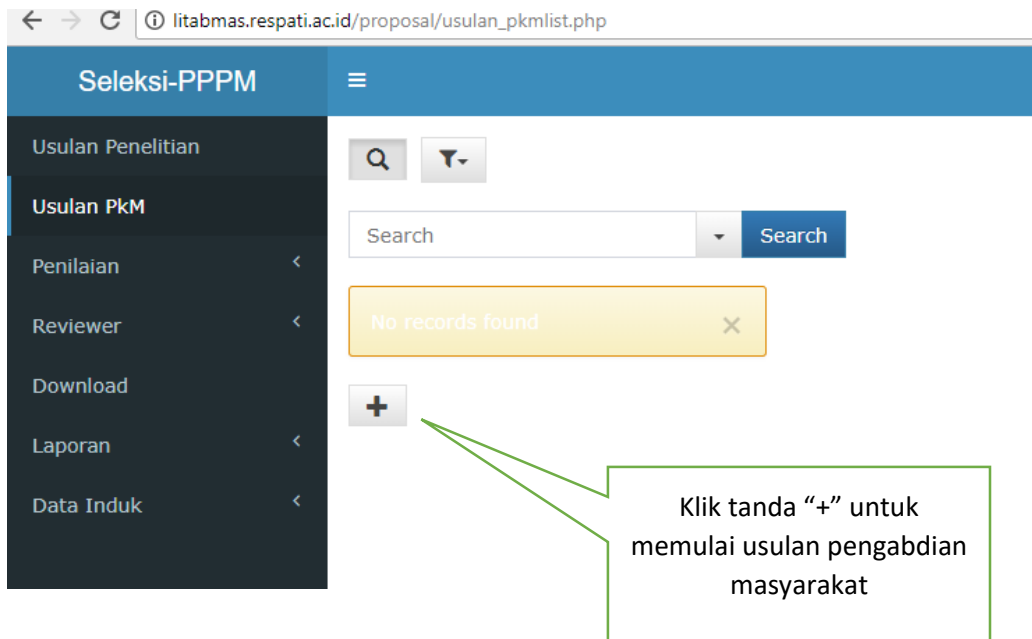 litabmas.respati.ac.id/proposal/usulan_pkmlist.php
Seleksi-PPPM
Usulan Penelitian
Usulan PkM
Penilaian
Reviewer
Download
Laporan
Data Induk
Search
Search
No records found
Klik tanda “+” untuk
memulai usulan pengabdian
masyarakat